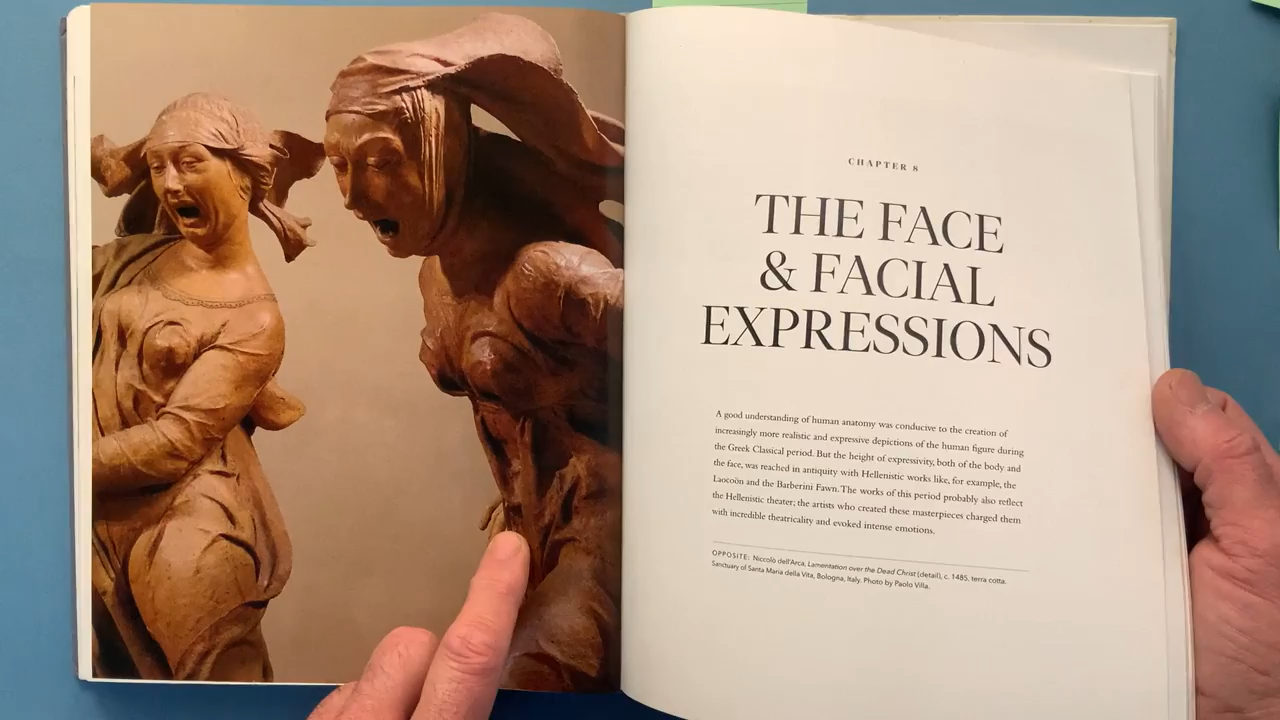 CHAPTER 8
THE FACE
& FACIAL
EXPRESSIONS
A good understanding of human anatomy was conducive to the creation of
increasingly more realistic and expressive depictions of the human figure during
the Greek Classical period. But the height of expressivity, both of the body and
the face, was reached in antiquity with Hellenistic works like, for example, the
Laocoön and the Barberini Fawn. The works of this period probably also reflect
the Hellenistic theater; the artists who created these masterpieces charged them
with incredible theatricality and evoked intense emotions.
OPPOSITE: Niccolò dell'Arca, Lamentation over the Dead Christ (detail), c. 1485, terra cotta.
Sanctuary of Santa Maria della Vita, Bologna, Italy. Photo by Paolo Villa.